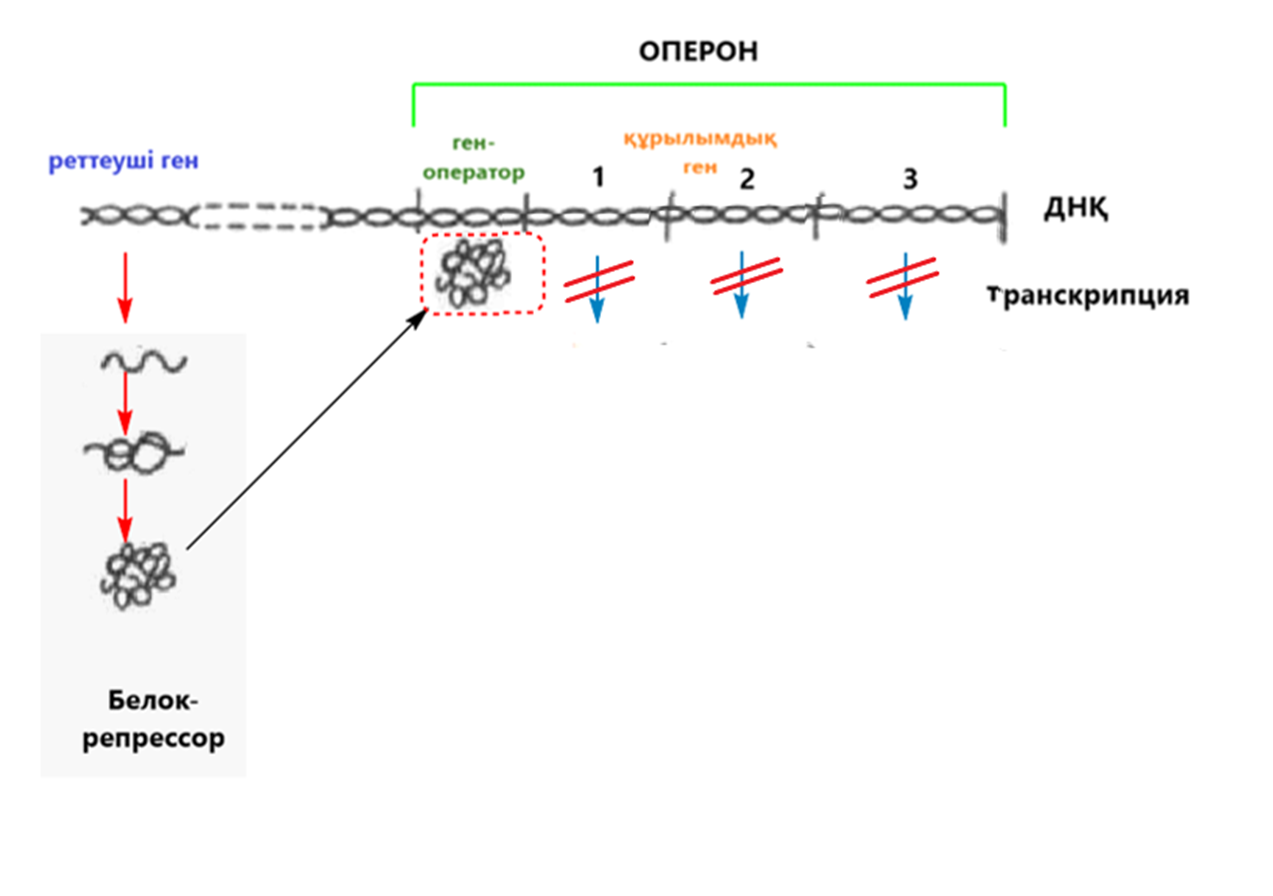 ОПЕРОН
реттеуші ген
ген-
оператор
құрылымдық
ген
1
2
3
ДНҚ
Транскрипция
Белок-
репрессор